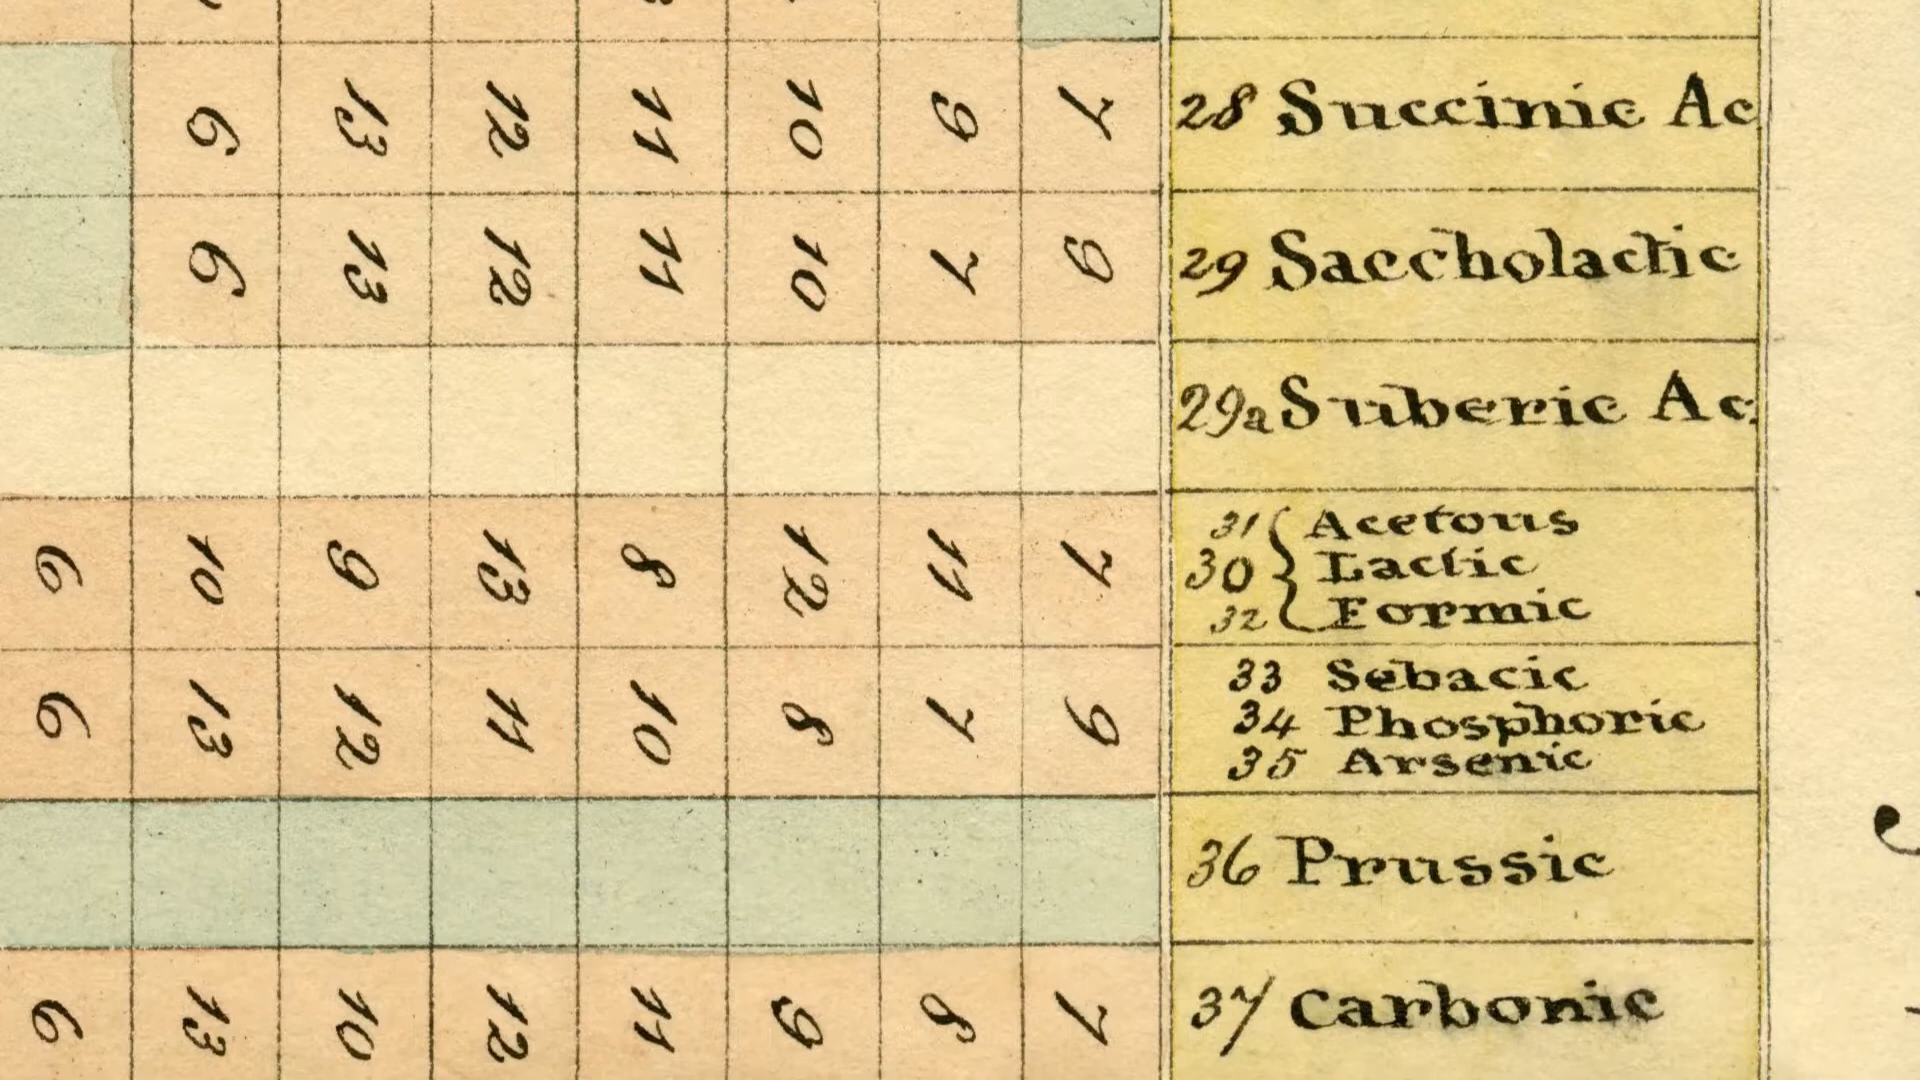 6 13 12 11 10 9 7 28 Succinic Ac
6 13 12 11 10 7 9 29 Saccholactic
29a Suberic Ac.
31 Acetous
6 10 9 13 8 12 11 7 30 Lactic
32 Formic
33 Sebacic
6 13 12 11 10 8 7 9 34 Phosphoric
35 Arsenic
36 Prussic
6 13 10 12 11 9 8 7 37 Carbonic